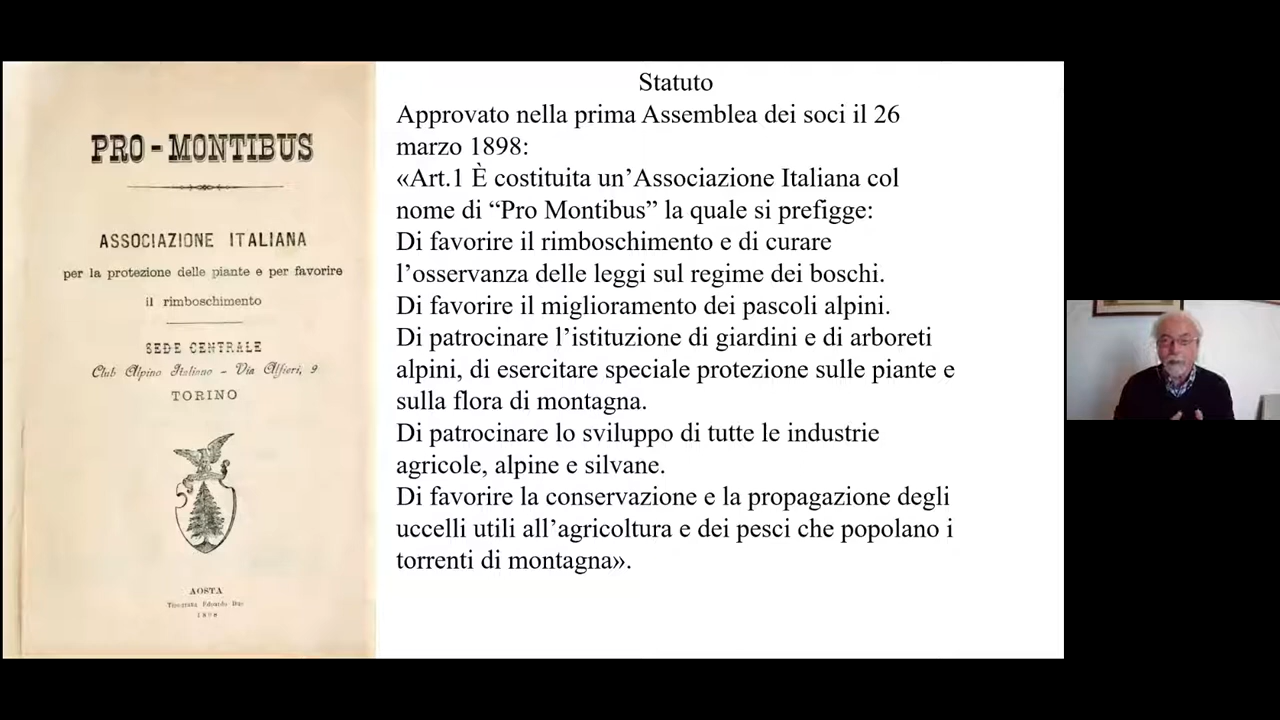 PRO-MONTIBUS
ASSOCIAZIONE ITALIANA
per la protezione delle piante e per favorire
il rimboschimento
SEDE CENTRALE
Club Alpino Italiano - Via Alfieri, 9
TORINO
AOSTA
Tipografia Edoardo Duc
1898
Statuto
Approvato nella prima Assemblea dei soci il 26
marzo 1898:
«Art.1 È costituita un’Associazione Italiana col
nome di “Pro Montibus” la quale si prefigge:
Di favorire il rimboschimento e di curare
l’osservanza delle leggi sul regime dei boschi.
Di favorire il miglioramento dei pascoli alpini.
Di patrocinare l’istituzione di giardini e di arboreti
alpini, di esercitare speciale protezione sulle piante e
sulla flora di montagna.
Di patrocinare lo sviluppo di tutte le industrie
agricole, alpine e silvane.
Di favorire la conservazione e la propagazione degli
uccelli utili all’agricoltura e dei pesci che popolano i
torrenti di montagna».